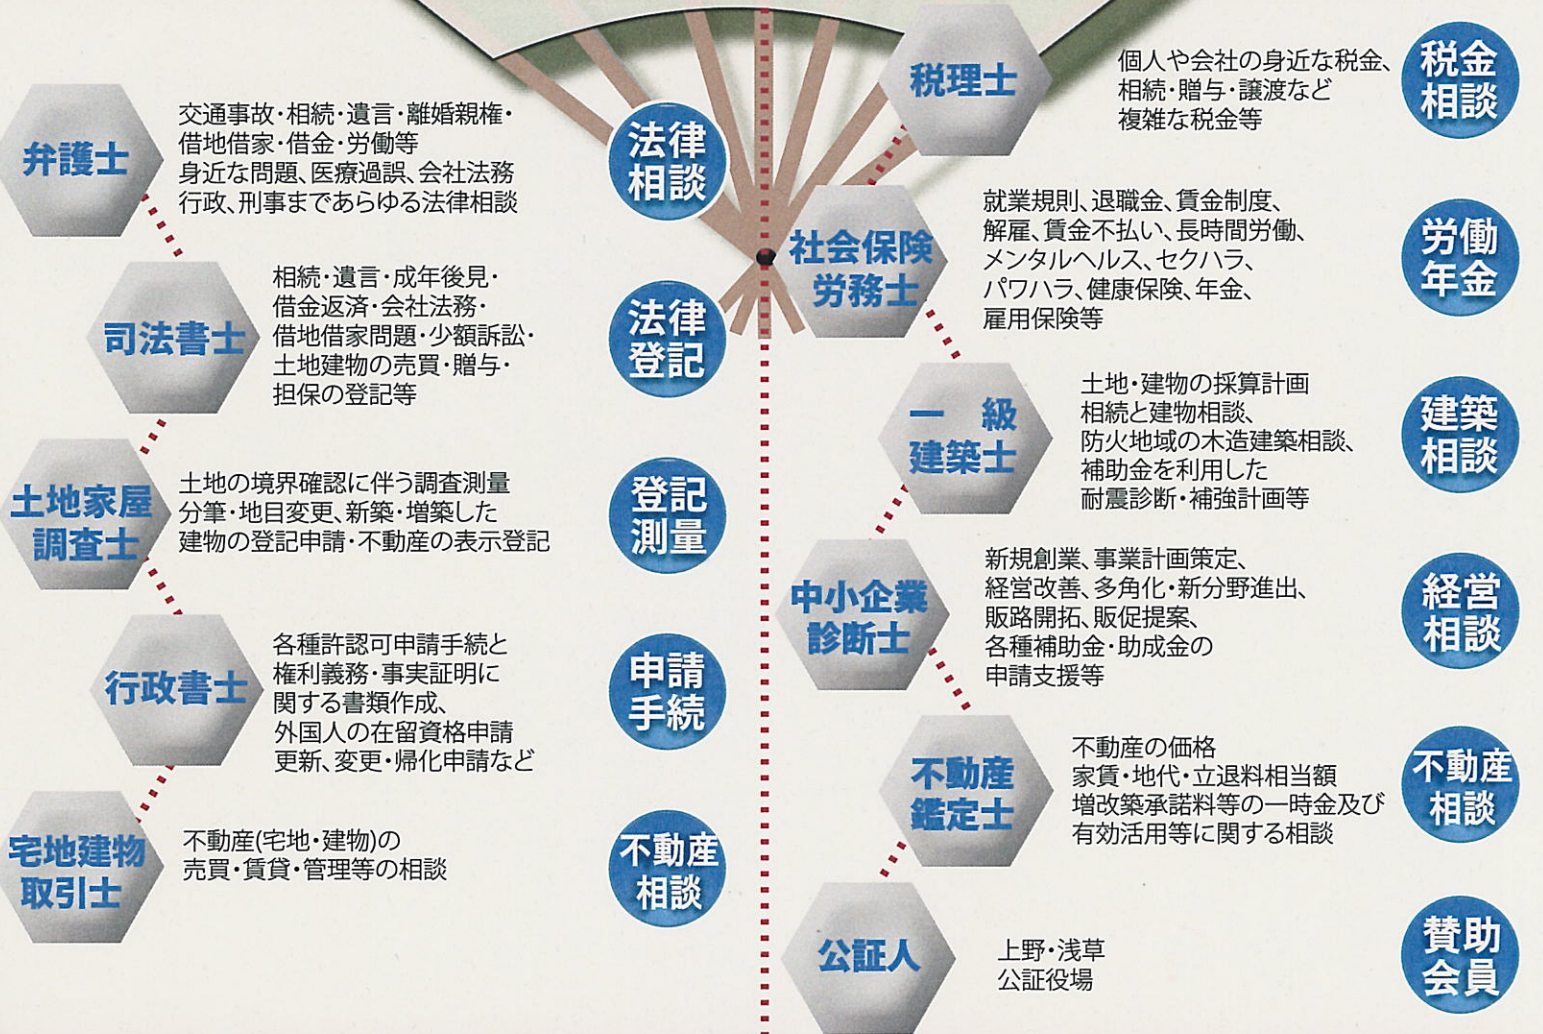 弁護士
交通事故・相続・遺言・離婚親権・
借地借家・借金・労働等
身近な問題、医療過誤、会社法務
行政、刑事まであらゆる法律相談
法律
相談
司法書士
相続・遺言・成年後見・
借金返済・会社法務・
借地借家問題・少額訴訟・
土地建物の売買・贈与・
担保の登記等
法律
登記
土地家屋
調査士
土地の境界確認に伴う調査測量
分筆・地目変更、新築・増築した
建物の登記申請・不動産の表示登記
登記
測量
行政書士
各種許認可申請手続と
権利義務・事実証明に
関する書類作成、
外国人の在留資格申請
更新、変更・帰化申請など
申請
手続
宅地建物
取引士
不動産(宅地・建物)の
売買・賃貸・管理等の相談
不動産
相談
税理士
個人や会社の身近な税金、
相続・贈与・譲渡など
複雑な税金等
税金
相談
社会保険
労務士
就業規則、退職金、賃金制度、
解雇、賃金不払い、長時間労働、
メンタルヘルス、セクハラ、
パワハラ、健康保険、年金、
雇用保険等
労働
年金
一 級
建築士
土地・建物の採算計画
相続と建物相談、
防火地域の木造建築相談、
補助金を利用した
耐震診断・補強計画等
建築
相談
中小企業
診断士
新規創業、事業計画策定、
経営改善、多角化・新分野進出、
販路開拓、販促提案、
各種補助金・助成金の
申請支援等
経営
相談
不動産
鑑定士
不動産の価格
家賃・地代・立退料相当額
増改築承諾料等の一時金及び
有効活用等に関する相談
不動産
相談
公証人
上野・浅草
公証役場
賛助
会員